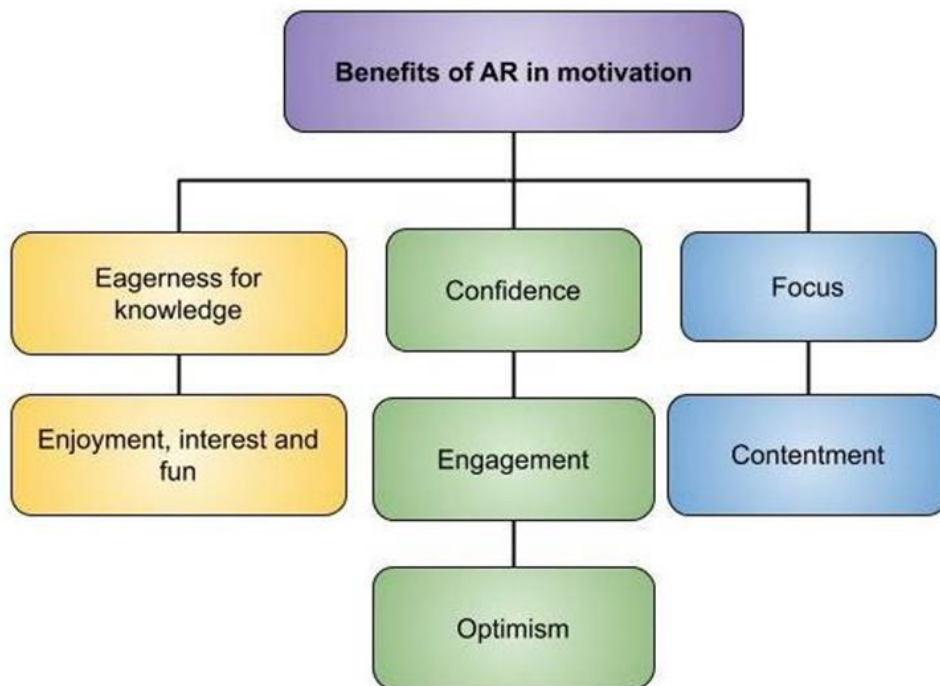 Benefits of AR in motivation
Eagerness for
knowledge
Confidence
Focus
Enjoyment, interest and
fun
Engagement
Contentment
Optimism